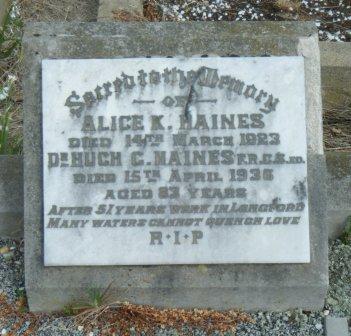 Sacred to the Memory
— OF —
ALICE K. HAINES
DIED 14TH MARCH 1923
DR HUGH C. HAINES F.R.C.S. ED.
DIED 15TH APRIL 1936
AGED 83 YEARS
AFTER 51 YEARS WORK IN LONGFORD
MANY WATERS CANNOT QUENCH LOVE
R·I·P